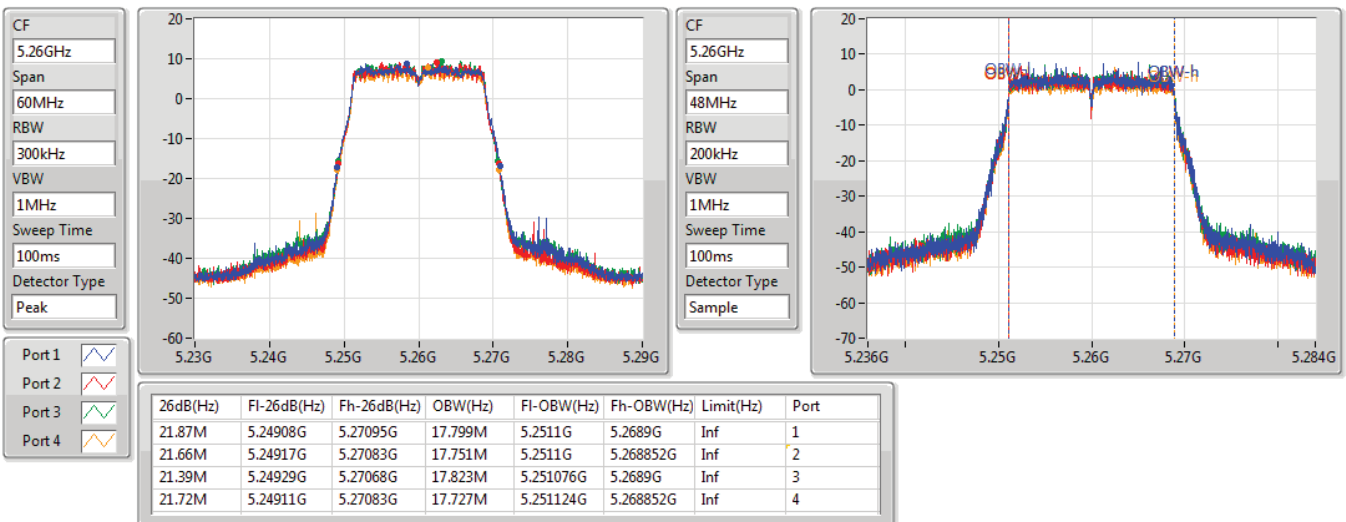 CF
5.26GHz
Span
60MHz
RBW
300kHz
VBW
1MHz
Sweep Time
100ms
Detector Type
Peak
20
10
0
-10
-20
-30
-40
-50
-60
5.23G 5.24G 5.25G 5.26G 5.27G 5.28G 5.29G
CF
5.26GHz
Span
48MHz
RBW
200kHz
VBW
1MHz
Sweep Time
100ms
Detector Type
Sample
20
10
0
-10
-20
-30
-40
-50
-60
-70
OBW-h
5.236G 5.25G 5.26G 5.27G 5.284G
Port 1
Port 2
Port 3
Port 4
26dB(Hz) Fl-26dB(Hz) Fh-26dB(Hz) OBW(Hz) Fl-OBW(Hz) Fh-OBW(Hz) Limit(Hz) Port
21.87M 5.24908G 5.27095G 17.799M 5.2511G 5.2689G Inf 1
21.66M 5.24917G 5.27083G 17.751M 5.2511G 5.268852G Inf 2
21.39M 5.24929G 5.27068G 17.823M 5.251076G 5.2689G Inf 3
21.72M 5.24911G 5.27083G 17.727M 5.251124G 5.268852G Inf 4